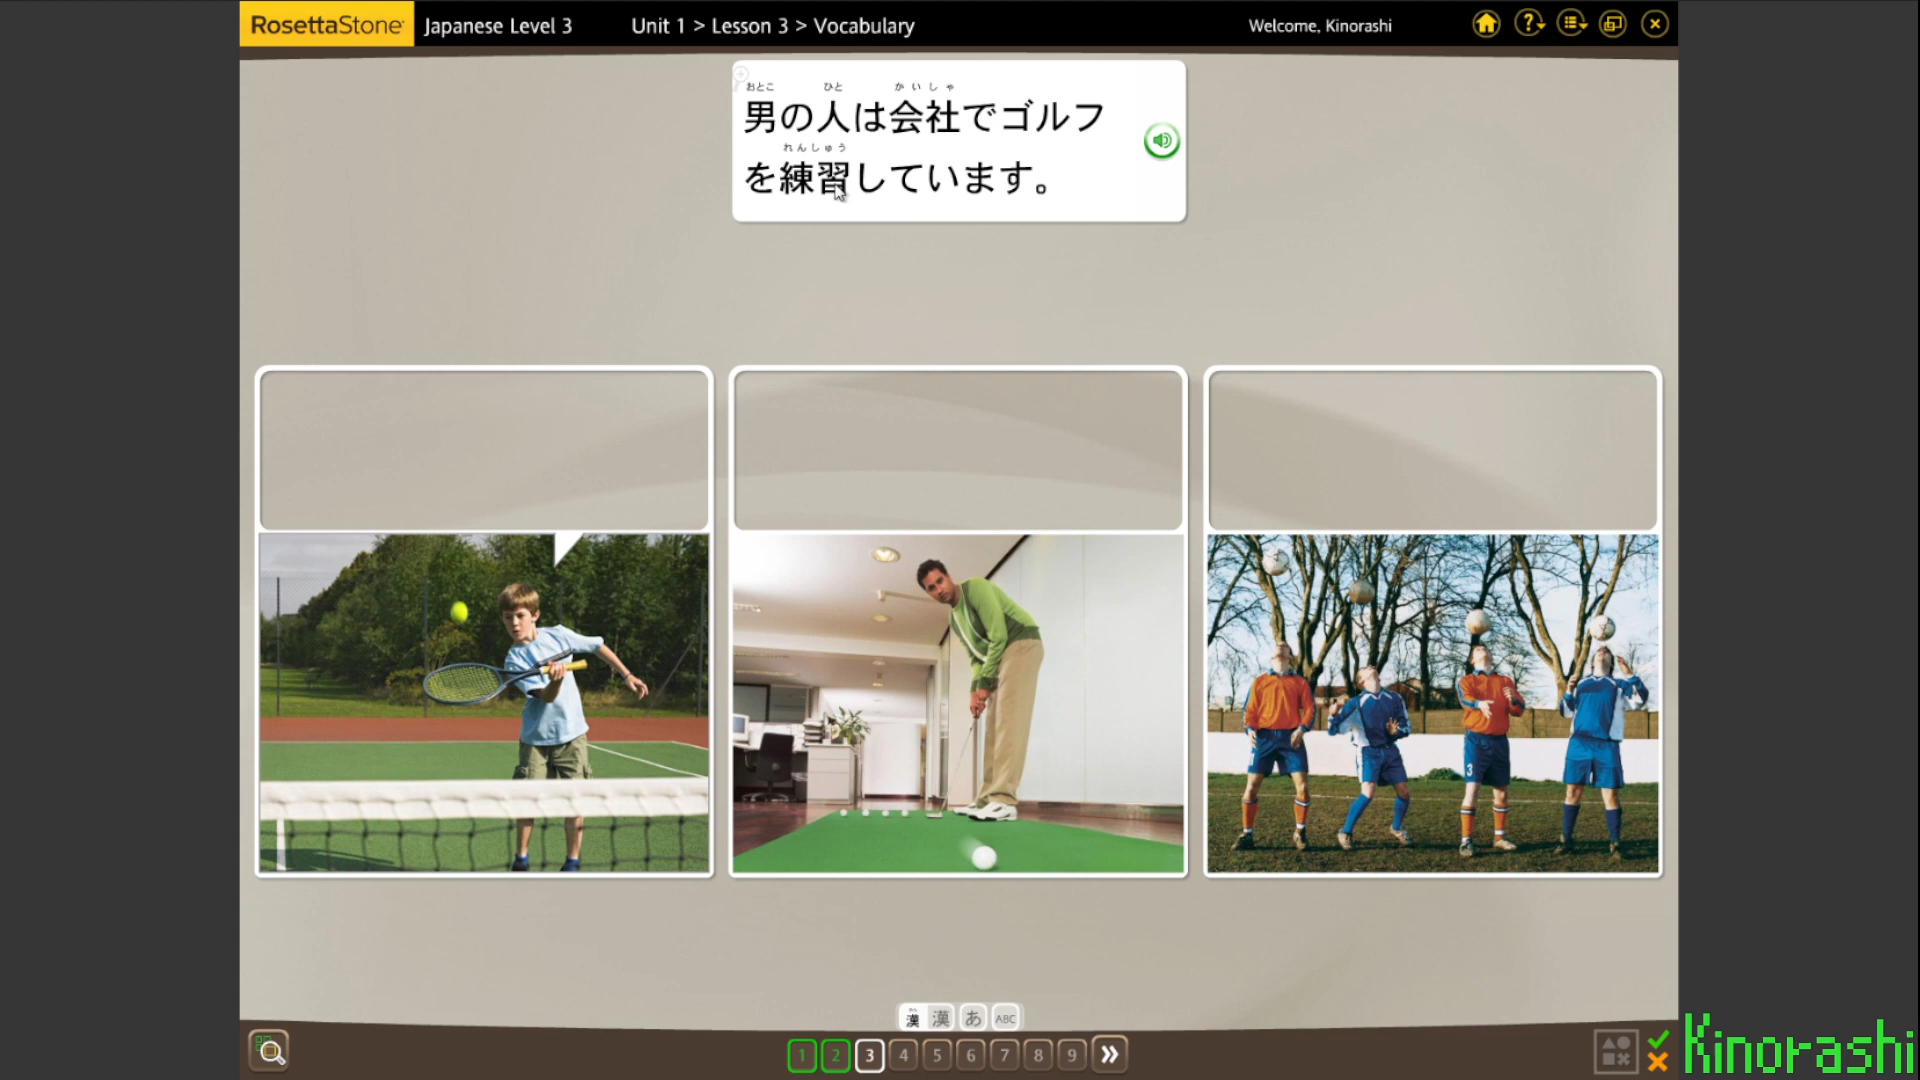 RosettaStone Japanese Level 3 Unit 1 > Lesson 3 > Vocabulary Welcome, Kinorashi
おとこ ひと かいしゃ
男の人は会社でゴルフ
れんしゅう
を練習しています。
漢 漢 あ ABC
1 2 3 4 5 6 7 8 9
Kinorashi